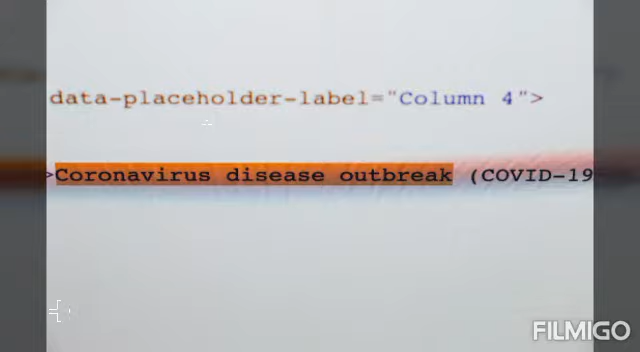 data-placeholder-label="Column 4">
>Coronavirus disease outbreak (COVID-19
FILMIGO